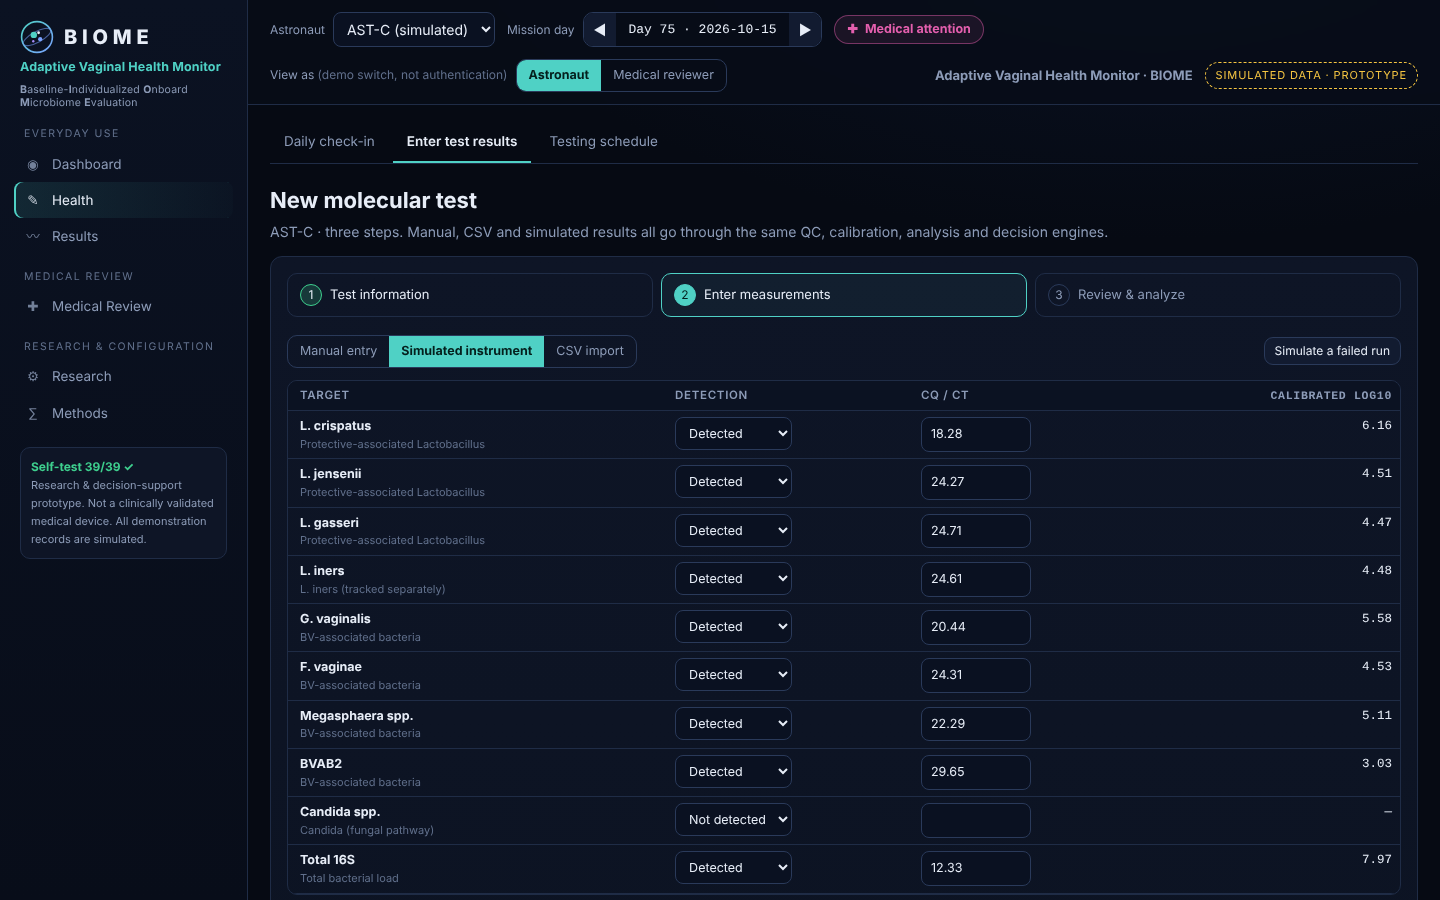 BIOME
Adaptive Vaginal Health Monitor
Baseline-Individualized Onboard
Microbiome Evaluation
EVERYDAY USE
Dashboard
Health
Results
MEDICAL REVIEW
Medical Review
RESEARCH & CONFIGURATION
Research
Methods
Self-test 39/39 ✓
Research & decision-support
prototype. Not a clinically validated
medical device. All demonstration
records are simulated.
Astronaut AST-C (simulated) Mission day ◀ Day 75 · 2026-10-15 ▶ Medical attention
View as (demo switch, not authentication) Astronaut Medical reviewer Adaptive Vaginal Health Monitor · BIOME SIMULATED DATA · PROTOTYPE
Daily check-in Enter test results Testing schedule
New molecular test
AST-C · three steps. Manual, CSV and simulated results all go through the same QC, calibration, analysis and decision engines.
1 Test information 2 Enter measurements 3 Review & analyze
Manual entry Simulated instrument CSV import Simulate a failed run
TARGET DETECTION CQ / CT CALIBRATED LOG10
L. crispatus Detected 18.28 6.16
Protective-associated Lactobacillus
L. jensenii Detected 24.27 4.51
Protective-associated Lactobacillus
L. gasseri Detected 24.71 4.47
Protective-associated Lactobacillus
L. iners Detected 24.61 4.48
L. iners (tracked separately)
G. vaginalis Detected 20.44 5.58
BV-associated bacteria
F. vaginae Detected 24.31 4.53
BV-associated bacteria
Megasphaera spp. Detected 22.29 5.11
BV-associated bacteria
BVAB2 Detected 29.65 3.03
BV-associated bacteria
Candida spp. Not detected —
Candida (fungal pathway)
Total 16S Detected 12.33 7.97
Total bacterial load